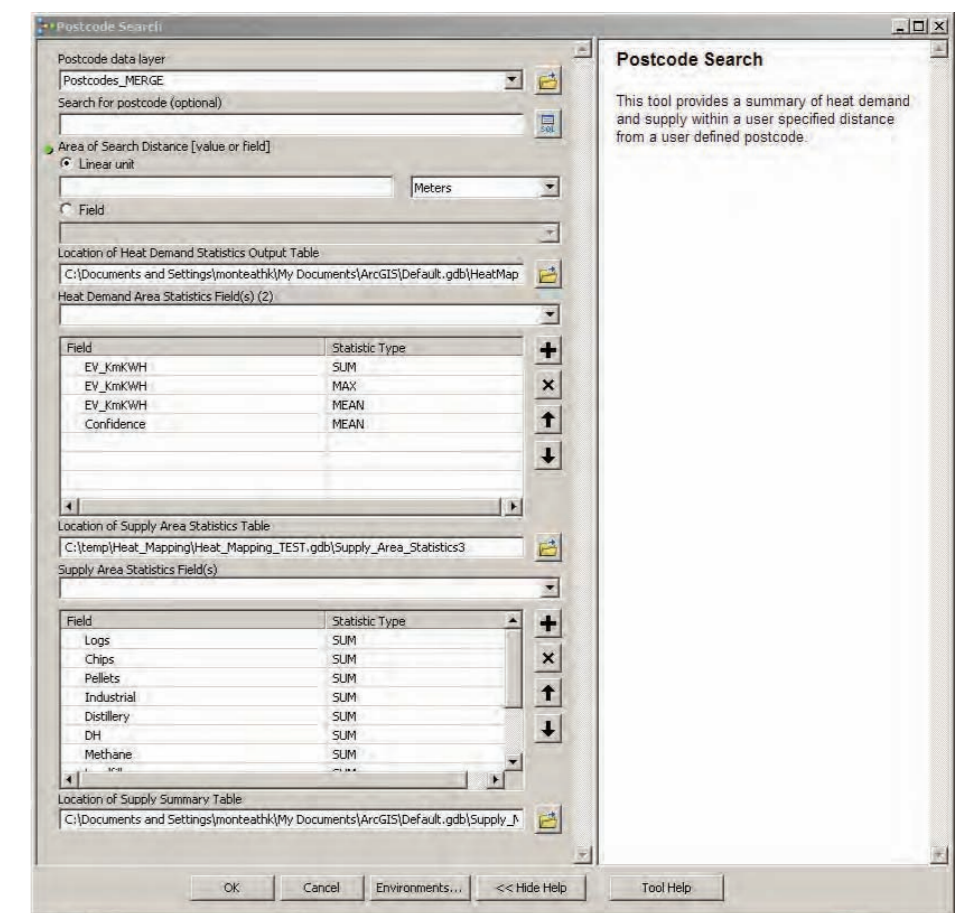 Postcode Search
Postcode data layer
Postcodes_MERGE
Search for postcode (optional)
SQL
Area of Search Distance [value or field]
Linear unit
Meters
Field
Location of Heat Demand Statistics Output Table
C:\Documents and Settings\monteathk\My Documents\ArcGIS\Default.gdb\HeatMap
Heat Demand Area Statistics Field(s) (2)
Field Statistic Type
EV_KmKWH SUM
EV_KmKWH MAX
EV_KmKWH MEAN
Confidence MEAN
Location of Supply Area Statistics Table
C:\temp\Heat_Mapping\Heat_Mapping_TEST.gdb\Supply_Area_Statistics3
Supply Area Statistics Field(s)
Field Statistic Type
Logs SUM
Chips SUM
Pellets SUM
Industrial SUM
Distillery SUM
DH SUM
Methane SUM
Location of Supply Summary Table
C:\Documents and Settings\monteathk\My Documents\ArcGIS\Default.gdb\Supply_
Postcode Search
This tool provides a summary of heat demand
and supply within a user specified distance
from a user defined postcode.
OK Cancel Environments... << Hide Help Tool Help